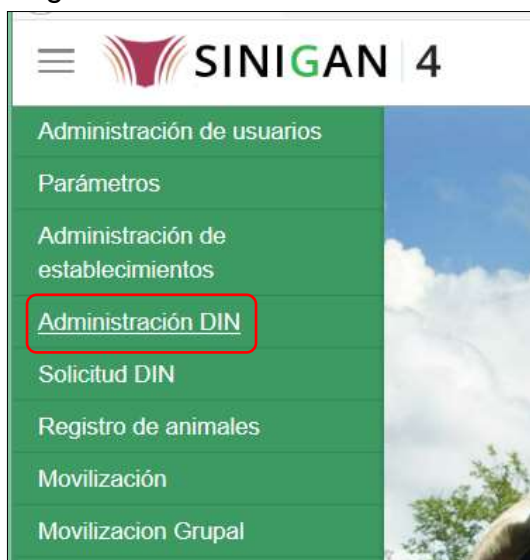 SINIGAN 4
Administración de usuarios
Parámetros
Administración de
establecimientos
Administración DIN
Solicitud DIN
Registro de animales
Movilización
Movilizacion Grupal